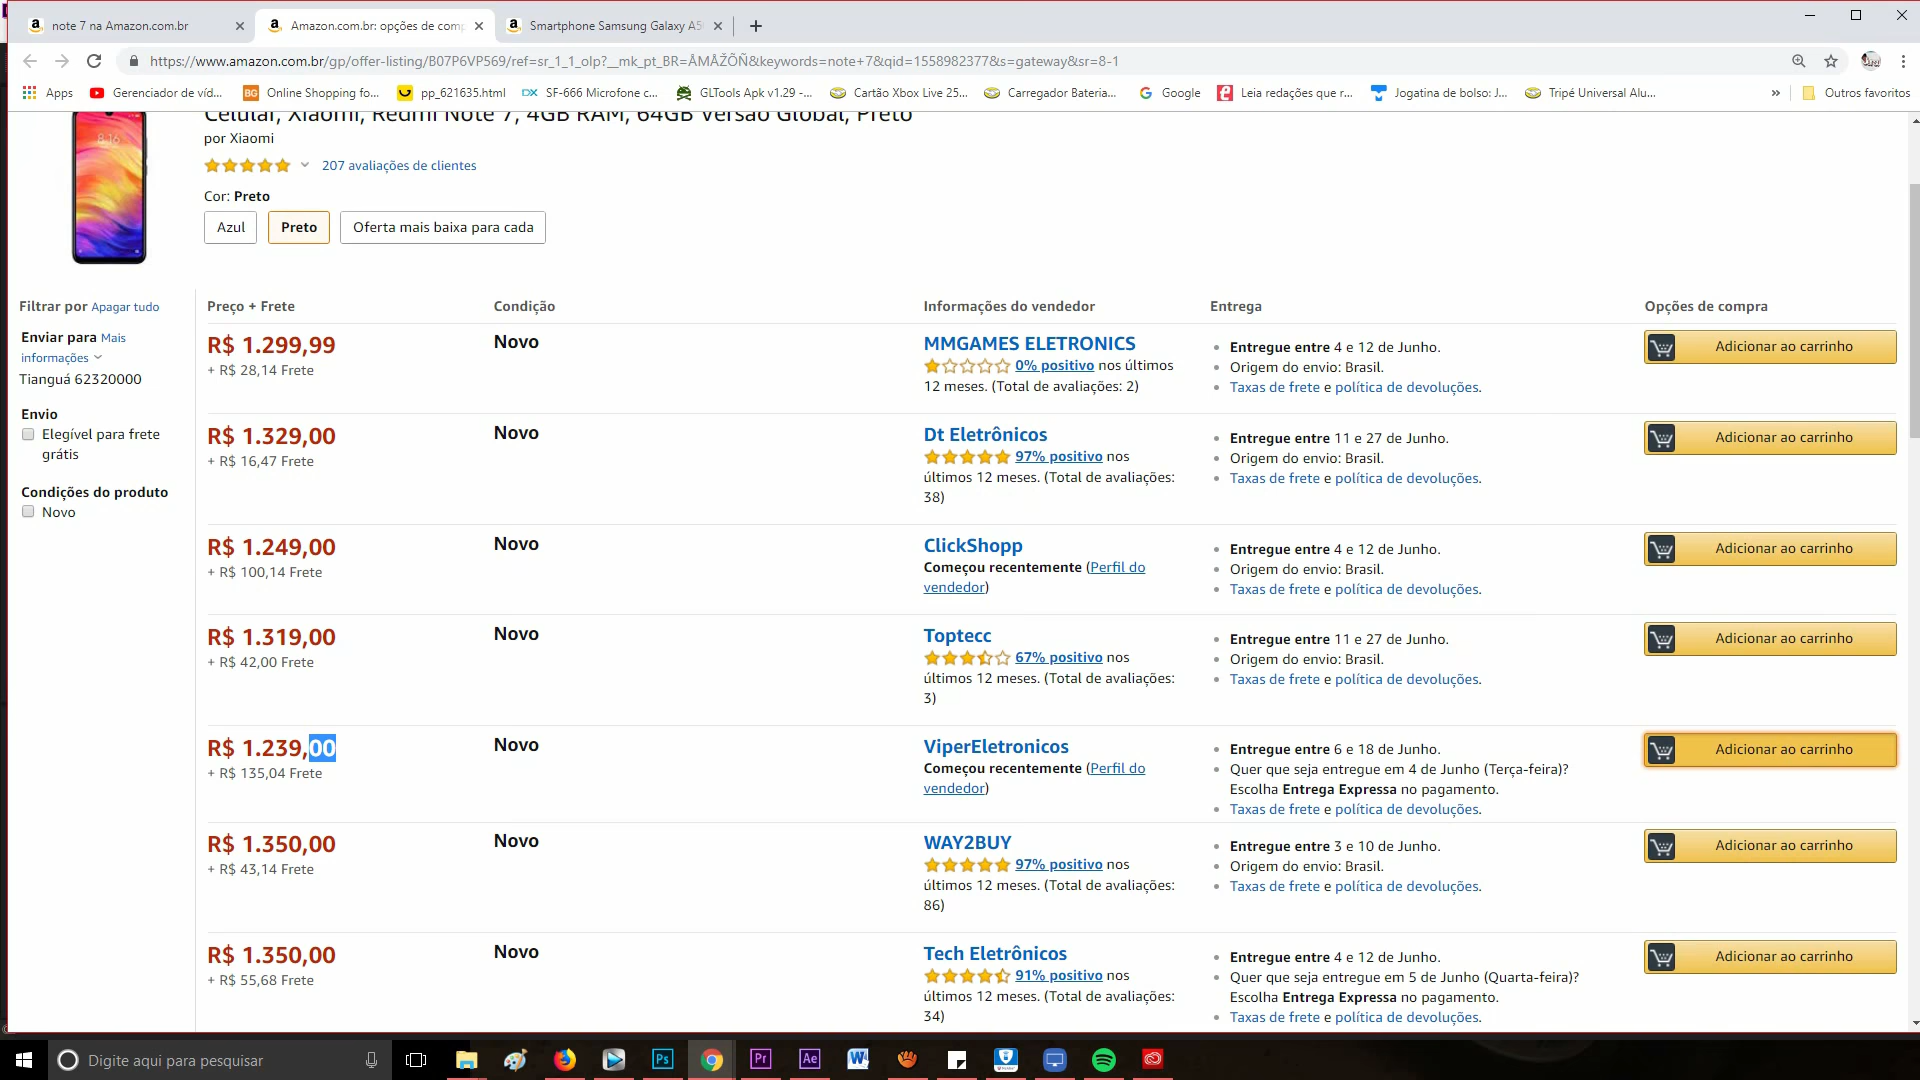 note 7 na Amazon.com.br
Amazon.com.br: opções de com
Smartphone Samsung Galaxy A5
https://www.amazon.com.br/gp/offer-listing/B07P6VP569/ref=sr_1_1_olp?__mk_pt_BR=ÅMÅŽÕÑ&keywords=note+7&qid=1558982377&s=gateway&sr=8-1
Apps
Gerenciador de víd...
BG Online Shopping fo...
pp_621635.html
DX SF-666 Microfone c...
GLTools Apk v1.29 -...
Cartão Xbox Live 25...
Carregador Bateria...
Google
Leia redações que r...
Jogatina de bolso: J...
Tripé Universal Alu...
»
Outros favoritos
Celular, Xiaomi, Redmi Note 7, 4GB RAM, 64GB Versão Global, Preto
por Xiaomi
207 avaliações de clientes
Cor: Preto
Azul
Preto
Oferta mais baixa para cada
Filtrar por Apagar tudo
Enviar para Mais
informações
Tianguá 62320000
Envio
Elegível para frete
grátis
Condições do produto
Novo
Preço + Frete
Condição
Informações do vendedor
Entrega
Opções de compra
R$ 1.299,99
+ R$ 28,14 Frete
Novo
MMGAMES ELETRONICS
0% positivo nos últimos
12 meses. (Total de avaliações: 2)
Entregue entre 4 e 12 de Junho.
Origem do envio: Brasil.
Taxas de frete e política de devoluções.
Adicionar ao carrinho
R$ 1.329,00
+ R$ 16,47 Frete
Novo
Dt Eletrônicos
97% positivo nos
últimos 12 meses. (Total de avaliações:
38)
Entregue entre 11 e 27 de Junho.
Origem do envio: Brasil.
Taxas de frete e política de devoluções.
Adicionar ao carrinho
R$ 1.249,00
+ R$ 100,14 Frete
Novo
ClickShopp
Começou recentemente (Perfil do
vendedor)
Entregue entre 4 e 12 de Junho.
Origem do envio: Brasil.
Taxas de frete e política de devoluções.
Adicionar ao carrinho
R$ 1.319,00
+ R$ 42,00 Frete
Novo
Toptecc
67% positivo nos
últimos 12 meses. (Total de avaliações:
3)
Entregue entre 11 e 27 de Junho.
Origem do envio: Brasil.
Taxas de frete e política de devoluções.
Adicionar ao carrinho
R$ 1.239,00
+ R$ 135,04 Frete
Novo
ViperEletronicos
Começou recentemente (Perfil do
vendedor)
Entregue entre 6 e 18 de Junho.
Quer que seja entregue em 4 de Junho (Terça-feira)?
Escolha Entrega Expressa no pagamento.
Taxas de frete e política de devoluções.
Adicionar ao carrinho
R$ 1.350,00
+ R$ 43,14 Frete
Novo
WAY2BUY
97% positivo nos
últimos 12 meses. (Total de avaliações:
86)
Entregue entre 3 e 10 de Junho.
Origem do envio: Brasil.
Taxas de frete e política de devoluções.
Adicionar ao carrinho
R$ 1.350,00
+ R$ 55,68 Frete
Novo
Tech Eletrônicos
91% positivo nos
últimos 12 meses. (Total de avaliações:
34)
Entregue entre 4 e 12 de Junho.
Quer que seja entregue em 5 de Junho (Quarta-feira)?
Escolha Entrega Expressa no pagamento.
Taxas de frete e política de devoluções.
Adicionar ao carrinho
Digite aqui para pesquisar
Ps
Pr
Ae
W